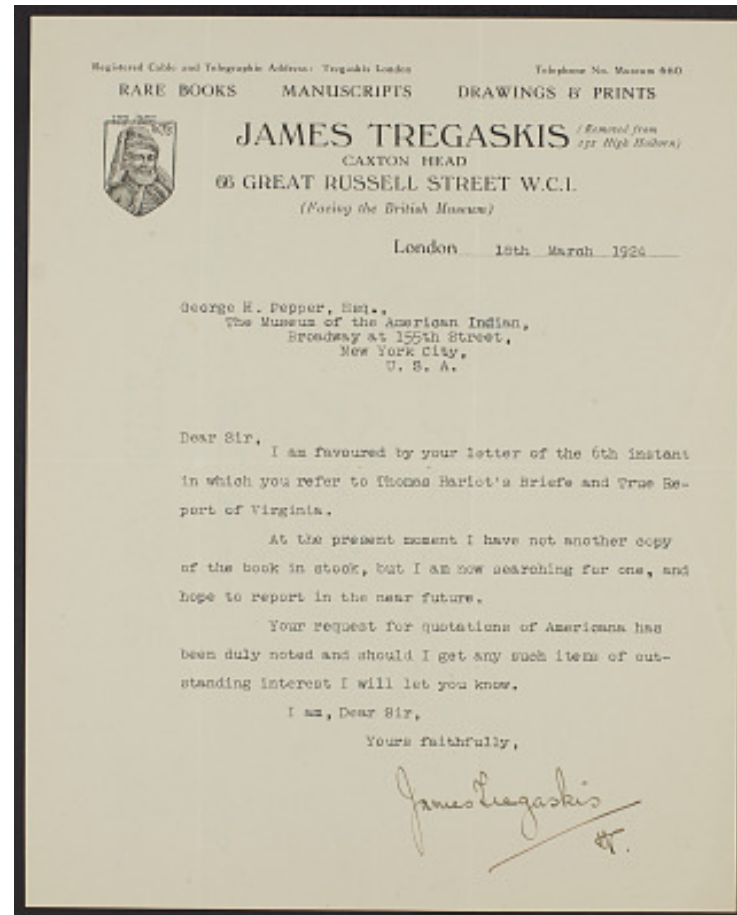 Registered Cable and Telegraphic Address: Tregaskis London
Telephone No. Museum 660
RARE BOOKS MANUSCRIPTS DRAWINGS & PRINTS
JAMES TREGASKIS (Removed from
232 High Holborn)
CAXTON HEAD
66 GREAT RUSSELL STREET W.C.1.
(Facing the British Museum)
London 18th March 1924
George H. Pepper, Esq.,
The Museum of the American Indian,
Broadway at 155th Street,
New York City,
U. S. A.
Dear Sir,
I am favoured by your letter of the 6th instant
in which you refer to Thomas Hariot's Briefe and True Re-
port of Virginia.
At the present moment I have not another copy
of the book in stock, but I am now searching for one, and
hope to report in the near future.
Your request for quotations of Americana has
been duly noted and should I get any such items of out-
standing interest I will let you know.
I am, Dear Sir,
Yours faithfully,
James Tregaskis